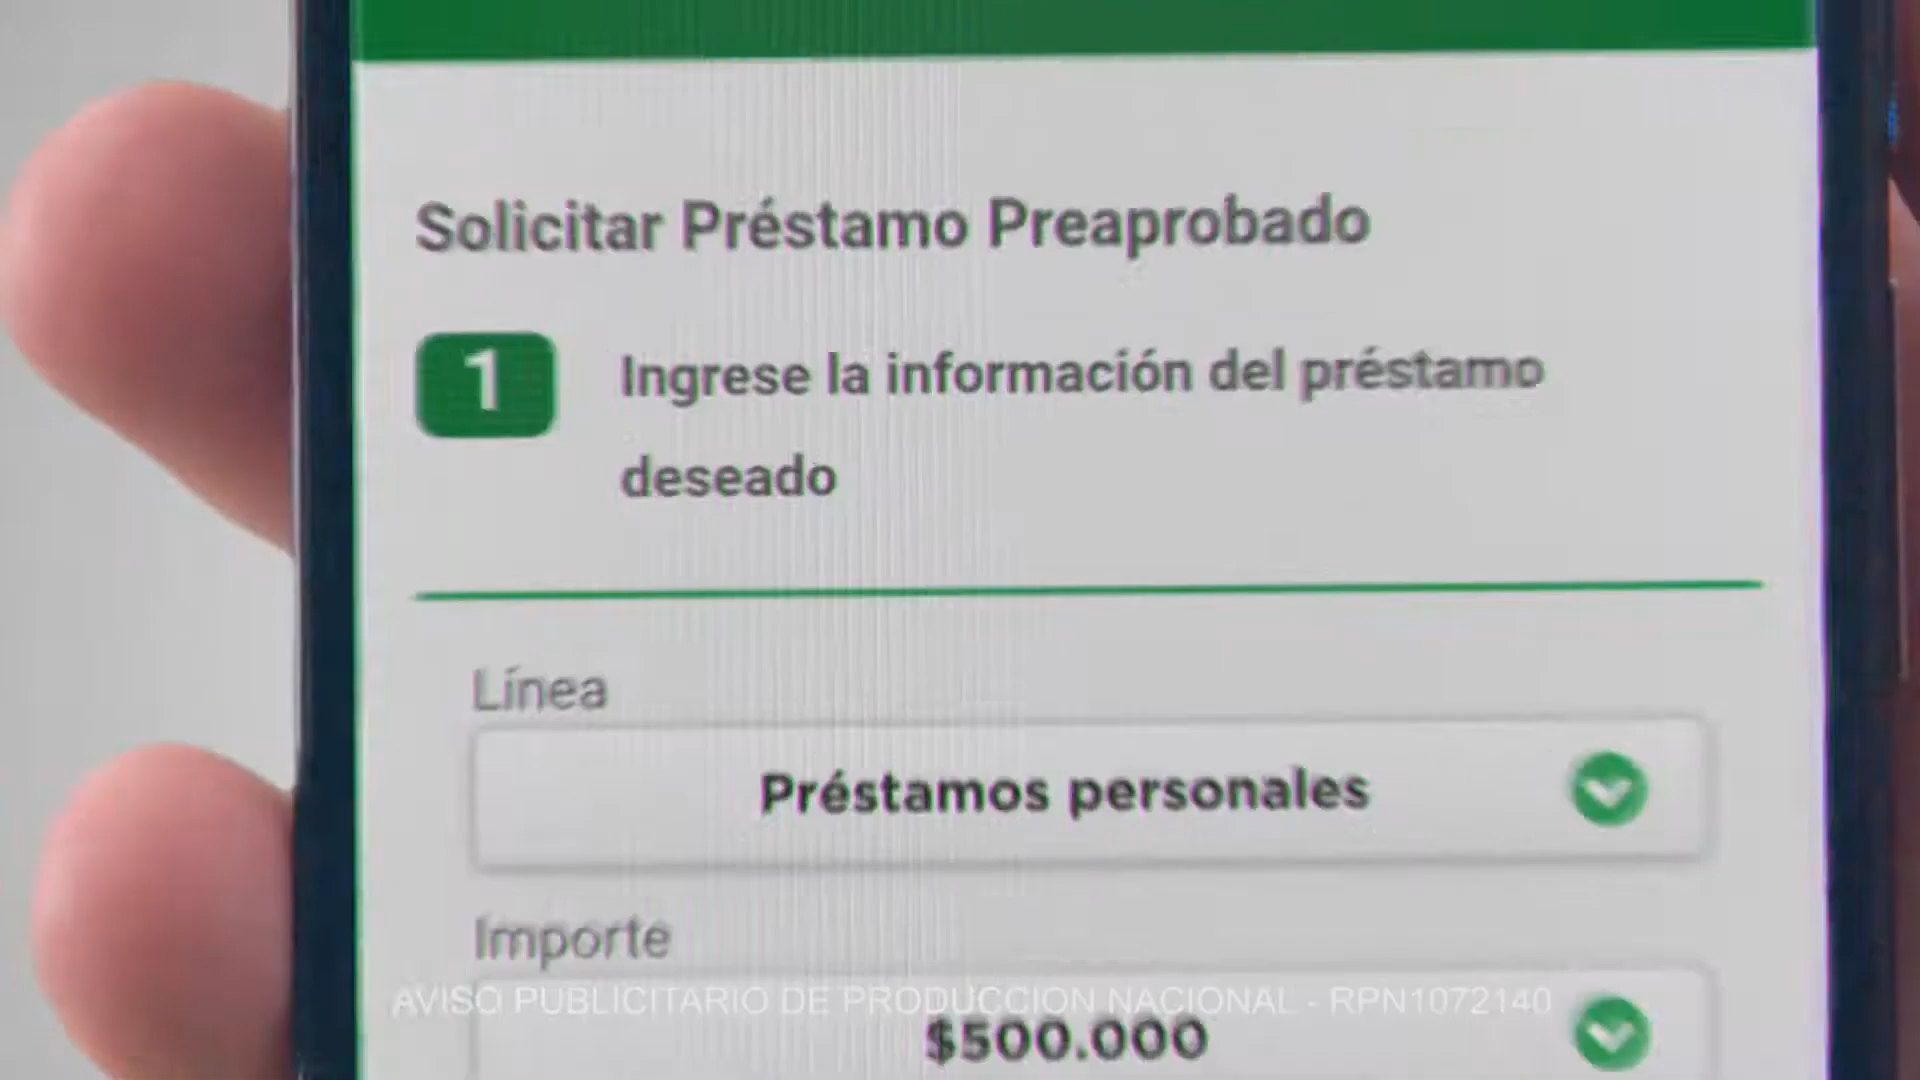 Solicitar Préstamo Preaprobado
1
Ingrese la información del préstamo
deseado
Línea
Préstamos personales
Importe
AVISO PUBLICITARIO DE PRODUCCION NACIONAL - RPN1072140
$500.000